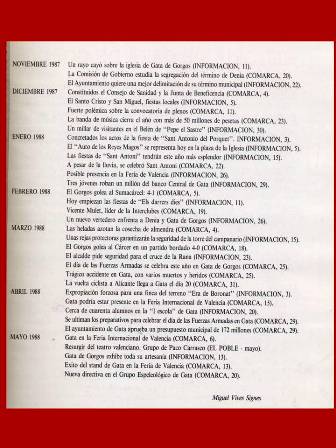 NOVIEMBRE 1987 Un rayo cayó sobre la iglesia de Gata de Gorgos (INFORMACION, 11).
La Comisión de Gobierno estudia la segregación del término de Denia (COMARCA, 20).
El Ayuntamiento quiere una mejor delimitación de su término municipal (INFORMACION, 22).
DICIEMBRE 1987 Constituidos el Consejo de Sanidad y la Junta de Beneficencia (COMARCA, 4).
El Santo Cristo y San Miguel, fiestas locales (INFORMACION, 5).
Fuerte polémica sobre la convocatoria de plenos (COMARCA, 11).
La banda de música cierra el año con más de 50 millones de pesetas (COMARCA, 23).
Un millar de visitantes en el Belén de "Pepe el Sastre" (INFORMACION, 30).
ENERO 1988 Concretados los actos de la fiesta de "Sant Antonio del Porquet". (INFORMACION, 3).
El "Auto de los Reyes Magos" se representa hoy en la plaza de la Iglesia (INFORMACION, 5).
Las fiestas de "Sant Antoni" tendrán este año más esplendor (INFORMACION, 15).
A pesar de la lluvia, se celebró Sant Antoni (COMARCA, 22).
Posible presencia en la Feria de Valencia (INFORMACION, 26).
Tres jóvenes roban un millón del banco Central de Gata (INFORMACION, 29).
FEBRERO 1988 El Gorgos golea al Sumacárcel: 4-1 (INFORMACION, 5).
Hoy empiezan las fiestas de "Els darrers dies" (INFORMACION, 11).
Vicente Mulet, líder de la Interclubes (COMARCA, 19).
Un nuevo vertedero enfrenta a Denia y Gorgos (INFORMACION, 26).
MARZO 1988 Las heladas azotan la cosecha de almendra (COMARCA, 4).
Unas rejas protectoras garantizarán la seguridad de la torre del campanario (INFORMACION, 15).
El Gorgos golea al Cárcer en un partido bordado 4-0 (COMARCA, 18).
El alcalde pide seguridad para el cruce de la Rana (INFORMACION, 23).
El día de las Fuerzas Armadas se celebra este año en Gata de Gorgos (COMARCA, 25).
Trágico accidente en Gata, con varios muertos y heridos (COMARCA, 25).
La vuelta ciclista a Alicante llega a Gata el día 20 (COMARCA, 31).
ABRIL 1988 Expropiación forzosa para una finca del terreno "Era de Boronat" (INFORMACION, 3).
Gata podría estar presente en la Feria Internacional de Valencia (COMARCA, 15).
Cerca de cuarenta alumnos en la "I escola" de Gata (INFORMACION, 20).
Se ultiman los preparativos para celebrar el día de las Fuerzas Armadas en Gata (COMARCA, 29).
El ayuntamiento de Gata aprueba un presupuesto municipal de 172 millones (COMARCA, 29).
MAYO 1988 Gata en la Feria Internacional de Valencia (COMARCA, 6).
Resurgir del teatro valenciano. Grupo de Paco Carrasco (EL POBLE - mayo).
Gata de Gorgos exhibe toda su artesanía (INFORMACION, 13).
Exito del stand de Gata en la Feria de Valencia (COMARCA, 13).
Nueva directiva en el Grupo Espeleológico de Gata (COMARCA, 20).
Miguel Vives Signes